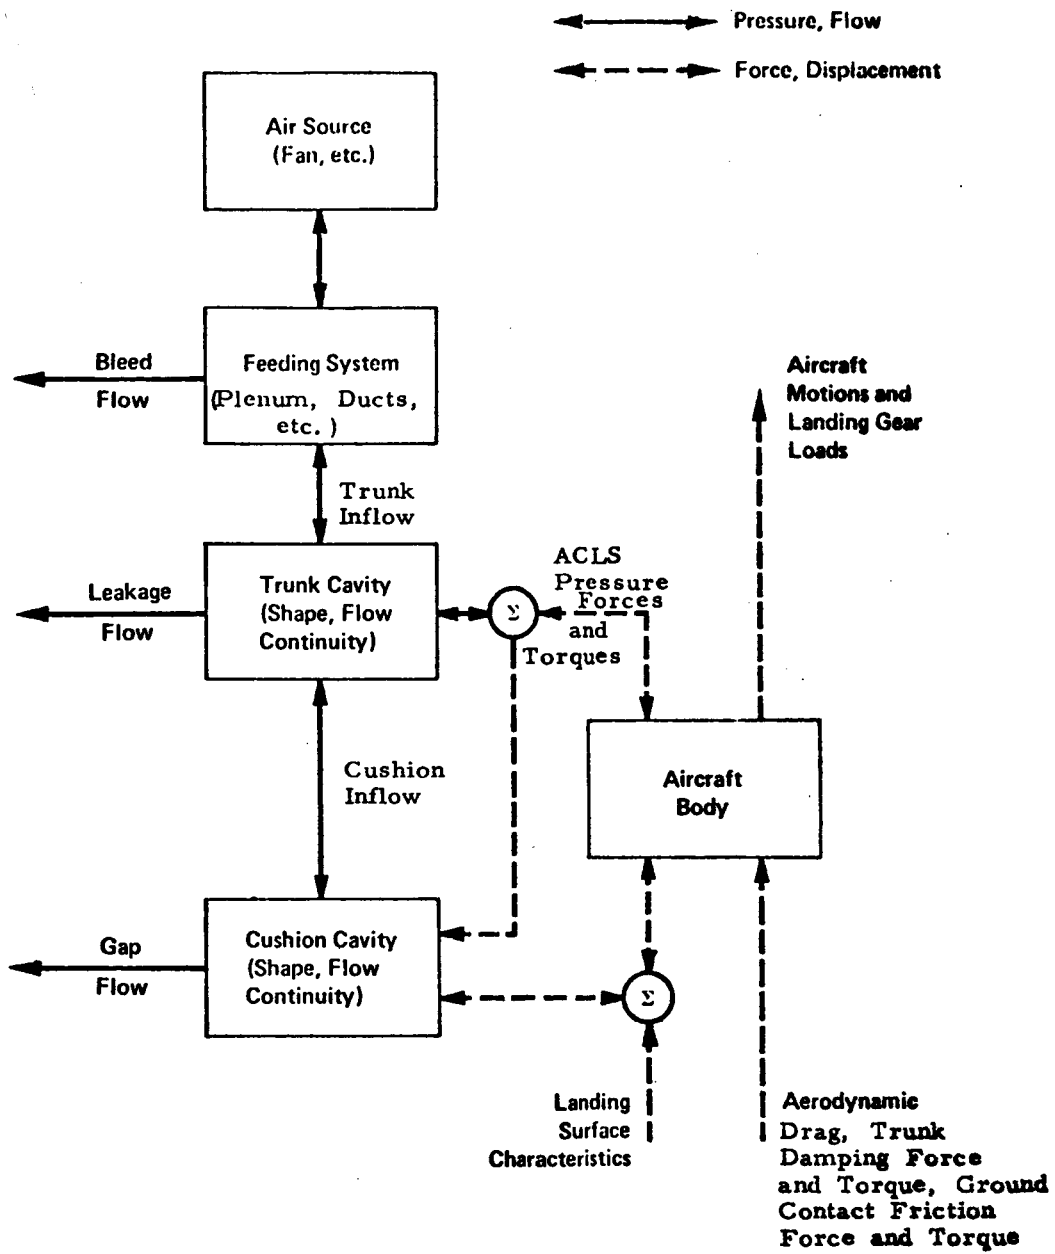 Pressure, Flow
Force, Displacement
Air Source
(Fan, etc.)
Bleed
Flow
Feeding System
(Plenum, Ducts,
etc. )
Aircraft
Motions and
Landing Gear
Loads
Trunk
Inflow
Leakage
Flow
Trunk Cavity
(Shape, Flow
Continuity)
Σ
ACLS
Pressure
Forces
and
Torques
Cushion
Inflow
Aircraft
Body
Gap
Flow
Cushion Cavity
(Shape, Flow
Continuity)
Σ
Landing
Surface
Characteristics
Aerodynamic
Drag, Trunk
Damping Force
and Torque, Ground
Contact Friction
Force and Torque